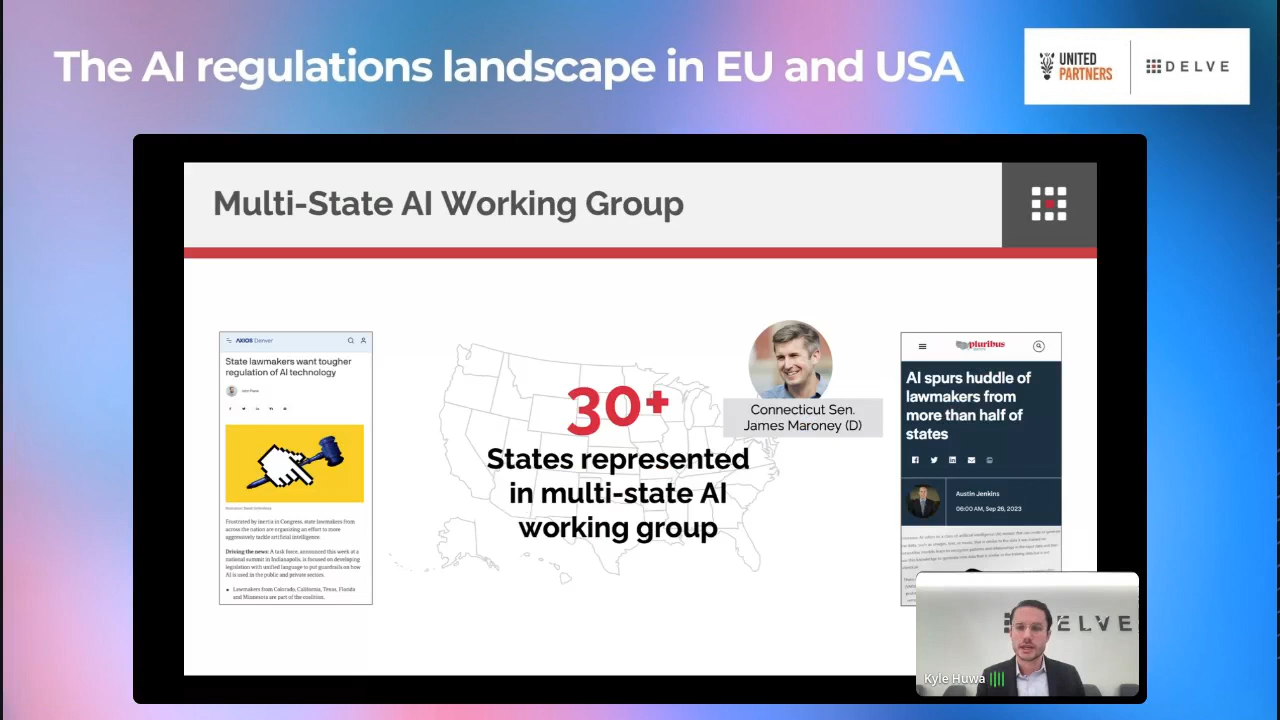 The AI regulations landscape in EU and USA
UNITED
PARTNERS
DELVE
Multi-State AI Working Group
AXIOS Denver
State lawmakers want tougher
regulation of AI technology
Frustrated by inertia in Congress, state lawmakers from
across the nation are organizing an effort to more
aggressively tackle artificial intelligence.
Driving the news: A task force, announced this week at a
national summit in Indianapolis, is focused on developing
legislation with unified language to put guardrails on how
AI is used in the public and private sectors.
Lawmakers from Colorado, California, Texas, Florida
and Minnesota are part of the coalition.
30+
States represented
in multi-state AI
working group
Connecticut Sen.
James Maroney (D)
pluribus
AI spurs huddle of
lawmakers from
more than half of
states
Austin Jenkins
06:00 AM, Sep 26, 2023
ELVE
Kyle Huwa